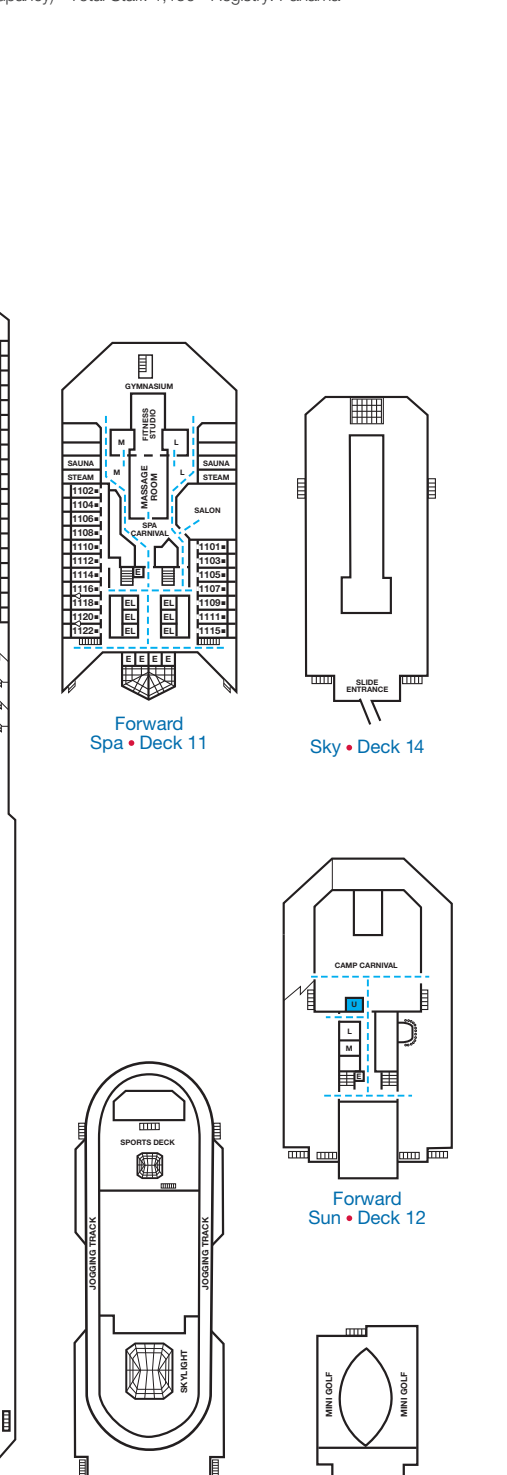 Total Staff: 1,150 Registry: Panama
GYMNASIUM
FITNESS
STUDIO
M
L
M
L
MASSAGE
ROOM
SAUNA
SAUNA
STEAM
STEAM
1102
1104
1106
1108
1110
1112
1114
1116
1118
1120
1122
SALON
SPA
CARNIVAL
1101
1103
1105
1107
1109
1111
1115
E
EL
EL
EL
EL
EL
EL
E E E E
Forward
Spa • Deck 11
SLIDE
ENTRANCE
Sky • Deck 14
CAMP CARNIVAL
U
L
M
E
Forward
Sun • Deck 12
SPORTS DECK
JOGGING TRACK
JOGGING TRACK
SKYLIGHT
MINI GOLF
MINI GOLF